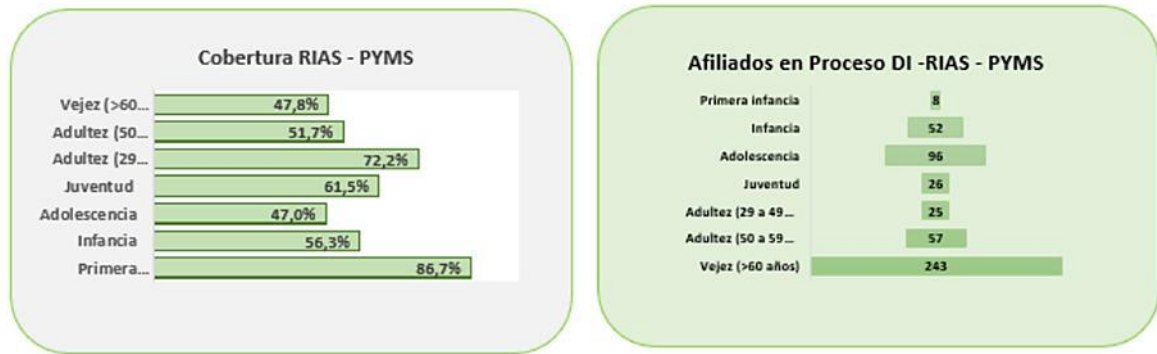 Cobertura RIAS - PYMS
Vejez (>60... 47,8%
Adultez (50... 51,7%
Adultez (29... 72,2%
Juventud 61,5%
Adolescencia 47,0%
Infancia 56,3%
Primera... 86,7%
Afiliados en Proceso DI -RIAS - PYMS
Primera infancia 8
Infancia 52
Adolescencia 96
Juventud 26
Adultez (29 a 49... 25
Adultez (50 a 59... 57
Vejez (>60 años) 243